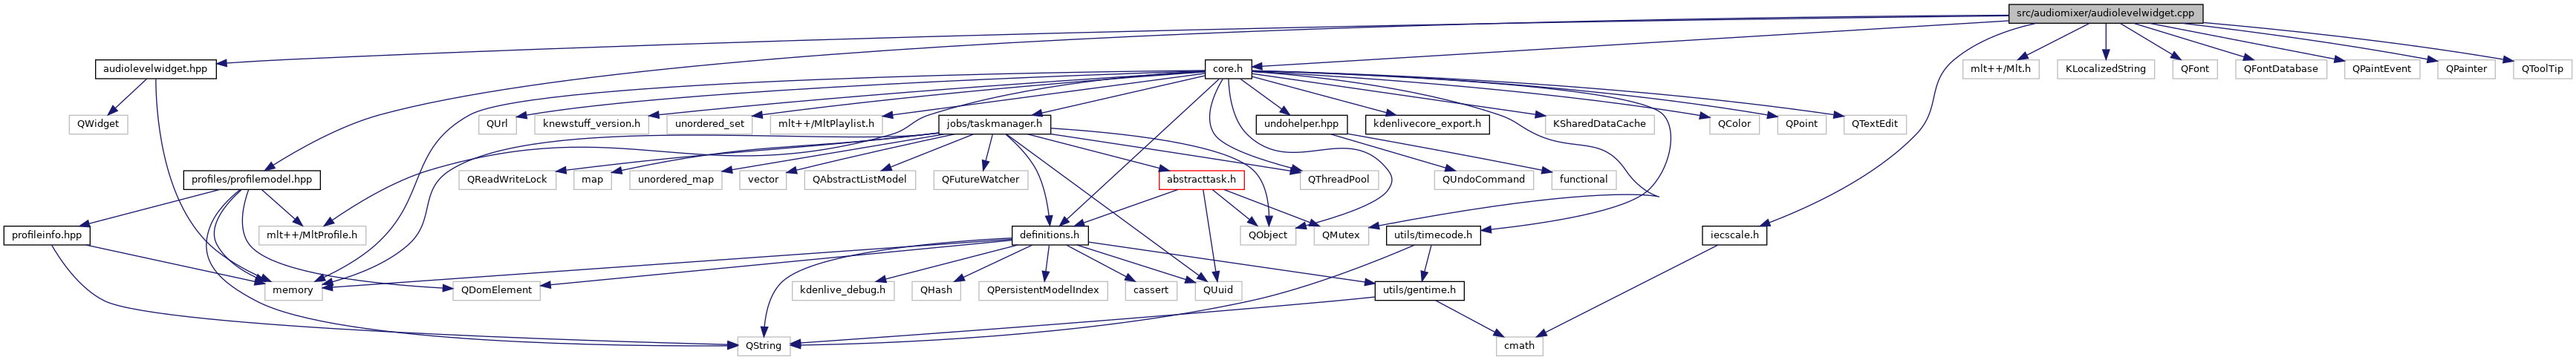 src/audiomixer/audiolevelwidget.cpp
audiolevelwidget.hpp
core.h
mlt++/Mlt.h
KLocalizedString
QFont
QFontDatabase
QPaintEvent
QPainter
QToolTip
QWidget
QUrl
knewstuff_version.h
unordered_set
mlt++/MltPlaylist.h
jobs/taskmanager.h
undohelper.hpp
kdenlivecore_export.h
KSharedDataCache
QColor
QPoint
QTextEdit
profiles/profilemodel.hpp
QReadWriteLock
map
unordered_map
vector
QAbstractListModel
QFutureWatcher
abstracttask.h
QThreadPool
QUndoCommand
functional
profileinfo.hpp
mlt++/MltProfile.h
definitions.h
QObject
QMutex
utils/timecode.h
iecscale.h
memory
QDomElement
kdenlive_debug.h
QHash
QPersistentModelIndex
cassert
QUuid
utils/gentime.h
QString
cmath